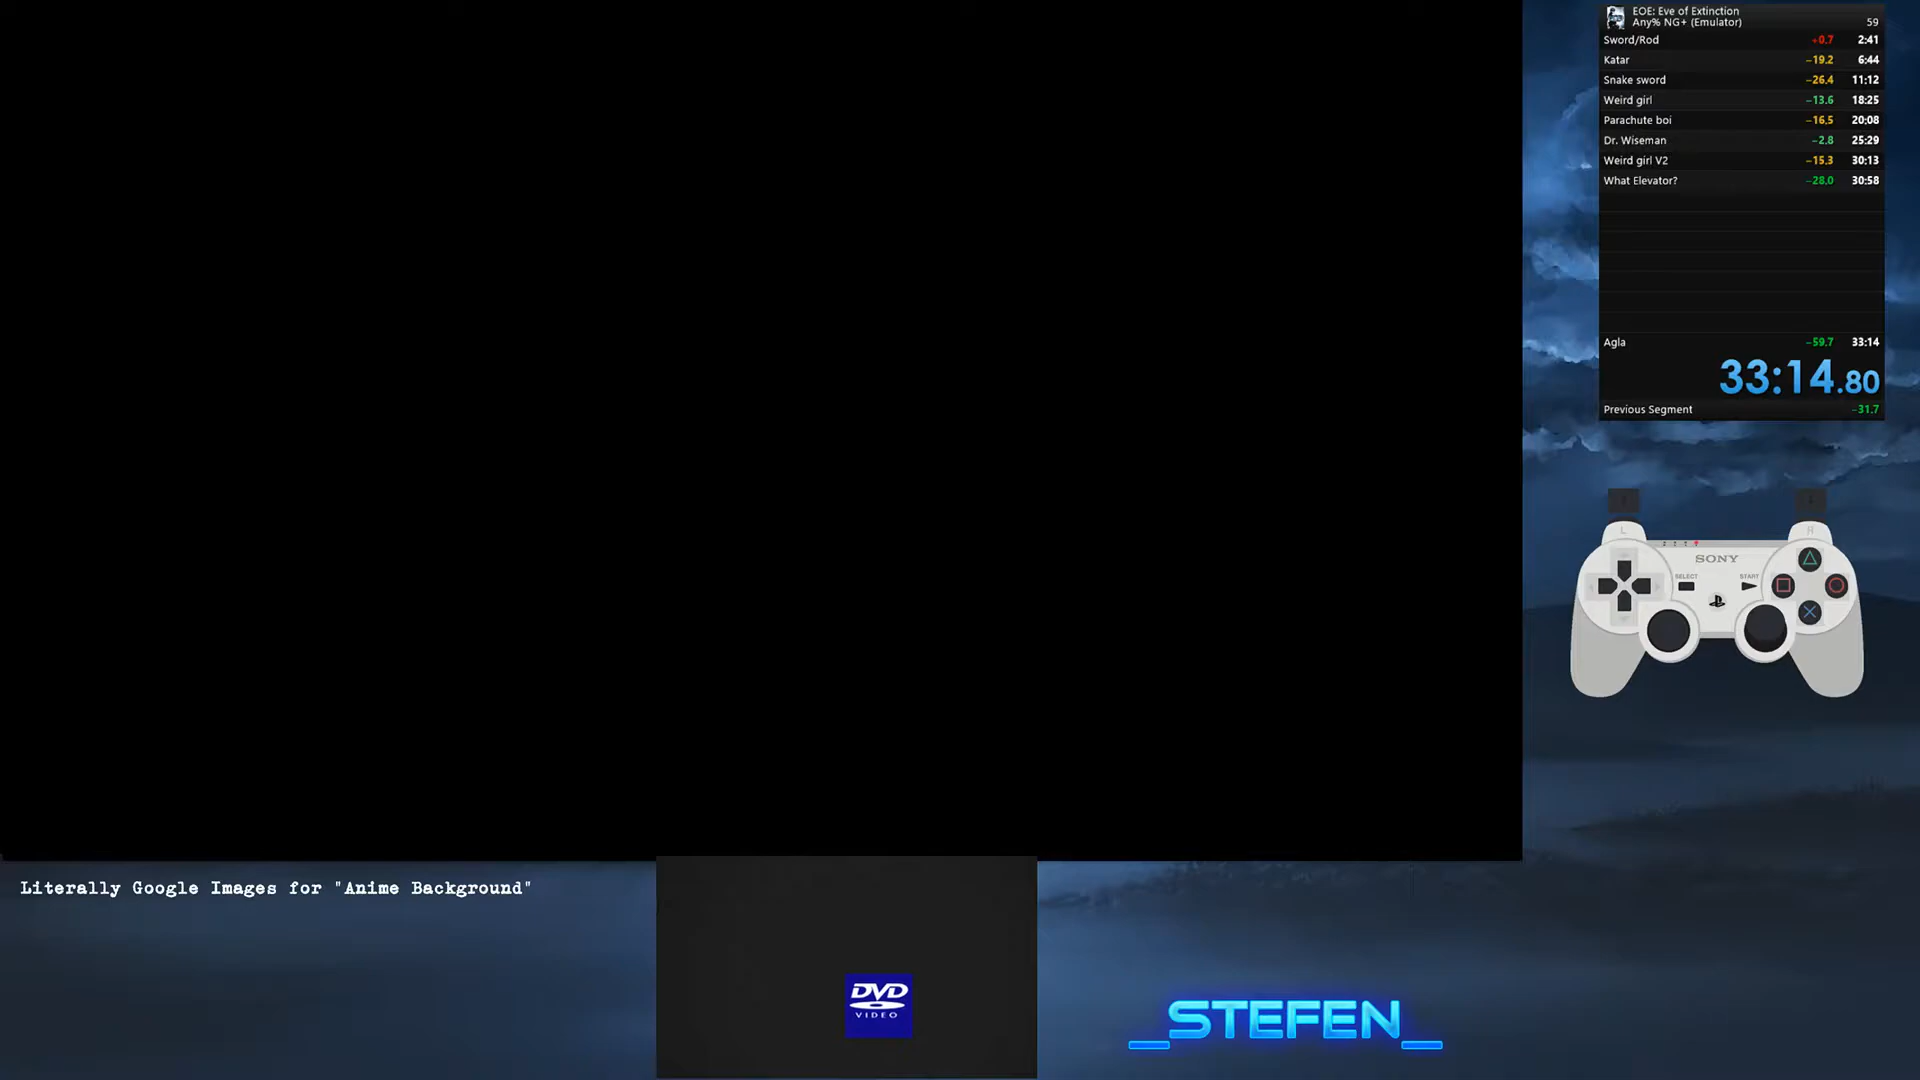 EOE: Eve of Extinction
Any% NG+ (Emulator) 59
Sword/Rod +0.7 2:41
Katar −19.2 6:44
Snake sword −26.4 11:12
Weird girl −13.6 18:25
Parachute boi −16.5 20:08
Dr. Wiseman −2.8 25:29
Weird girl V2 −15.3 30:13
What Elevator? −28.0 30:58
Agla −59.7 33:14
33:14.80
Previous Segment −31.7
L R
SONY
SELECT START
Literally Google Images for "Anime Background"
DVD
VIDEO
_STEFEN_